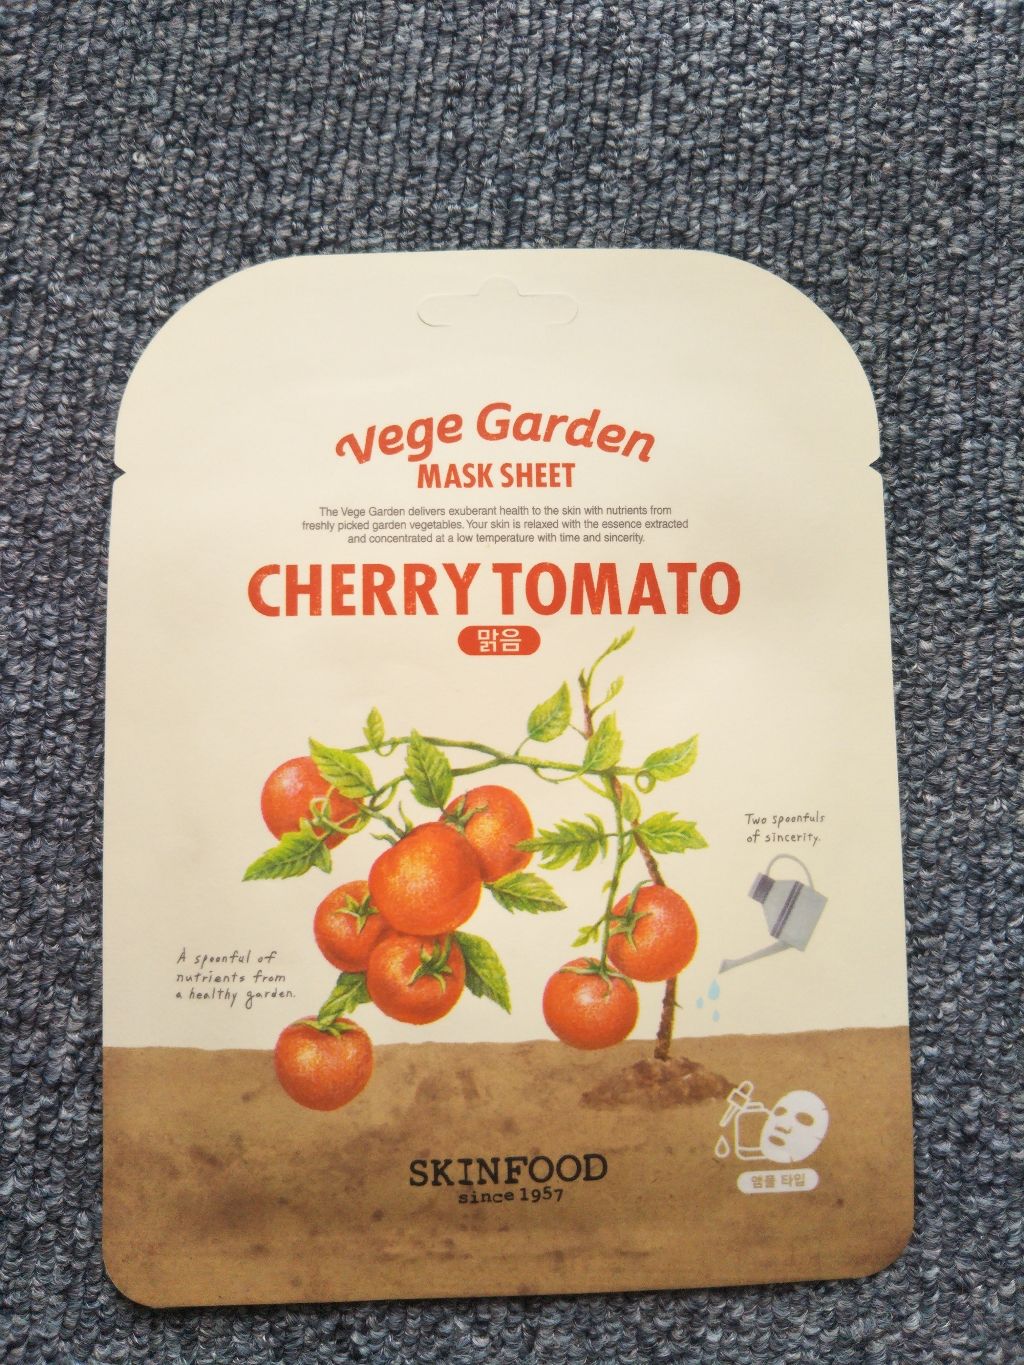 Vege Garden
MASK SHEET
The Vege Garden delivers exuberant health to the skin with nutrients from
freshly picked garden vegetables. Your skin is relaxed with the essence extracted
and concentrated at a low temperature with time and sincerity.
CHERRY TOMATO
맑음
Two spoonfuls
of sincerity.
A spoonful of
nutrients from
a healthy garden.
SKINFOOD
since 1957
앰플 타입